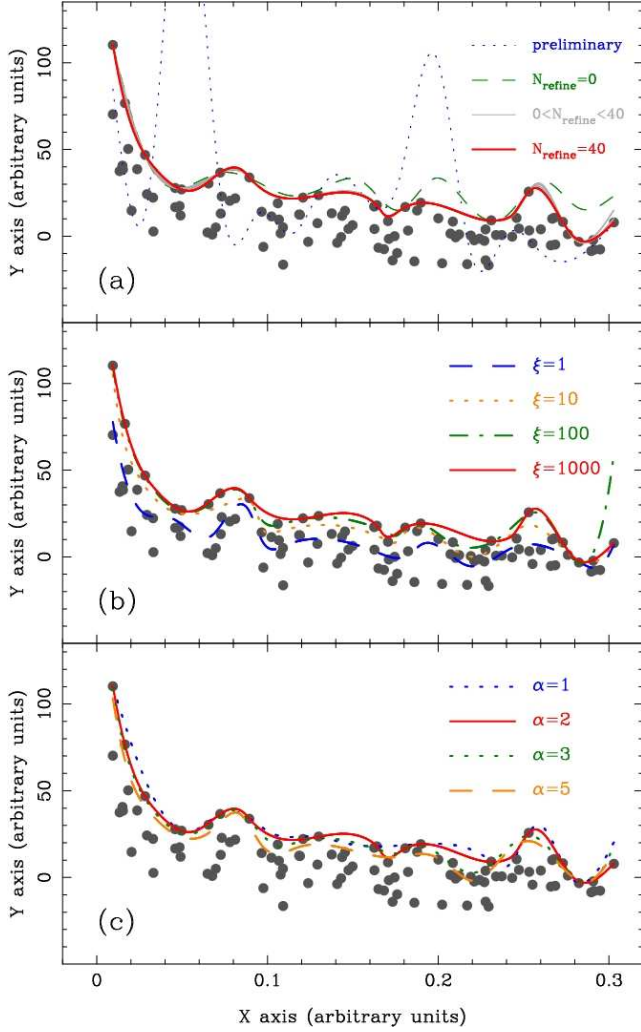 100
50
0
Y axis (arbitrary units)
preliminary
N_refine=0
0<N_refine<40
N_refine=40
(a)
100
50
0
Y axis (arbitrary units)
ξ=1
ξ=10
ξ=100
ξ=1000
(b)
100
50
0
Y axis (arbitrary units)
α=1
α=2
α=3
α=5
(c)
0 0.1 0.2 0.3
X axis (arbitrary units)